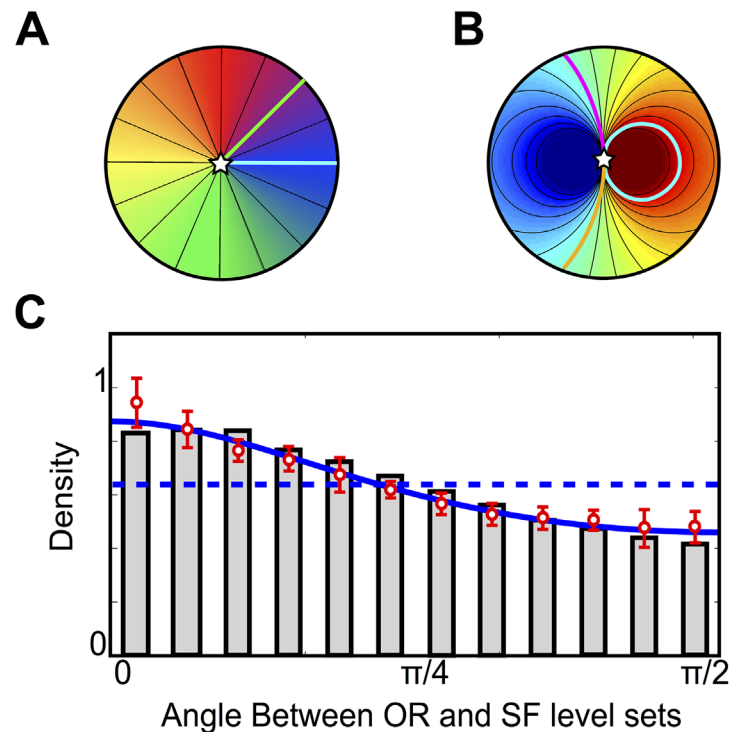 A
B
C
1
Density
0
0
π/4
π/2
Angle Between OR and SF level sets